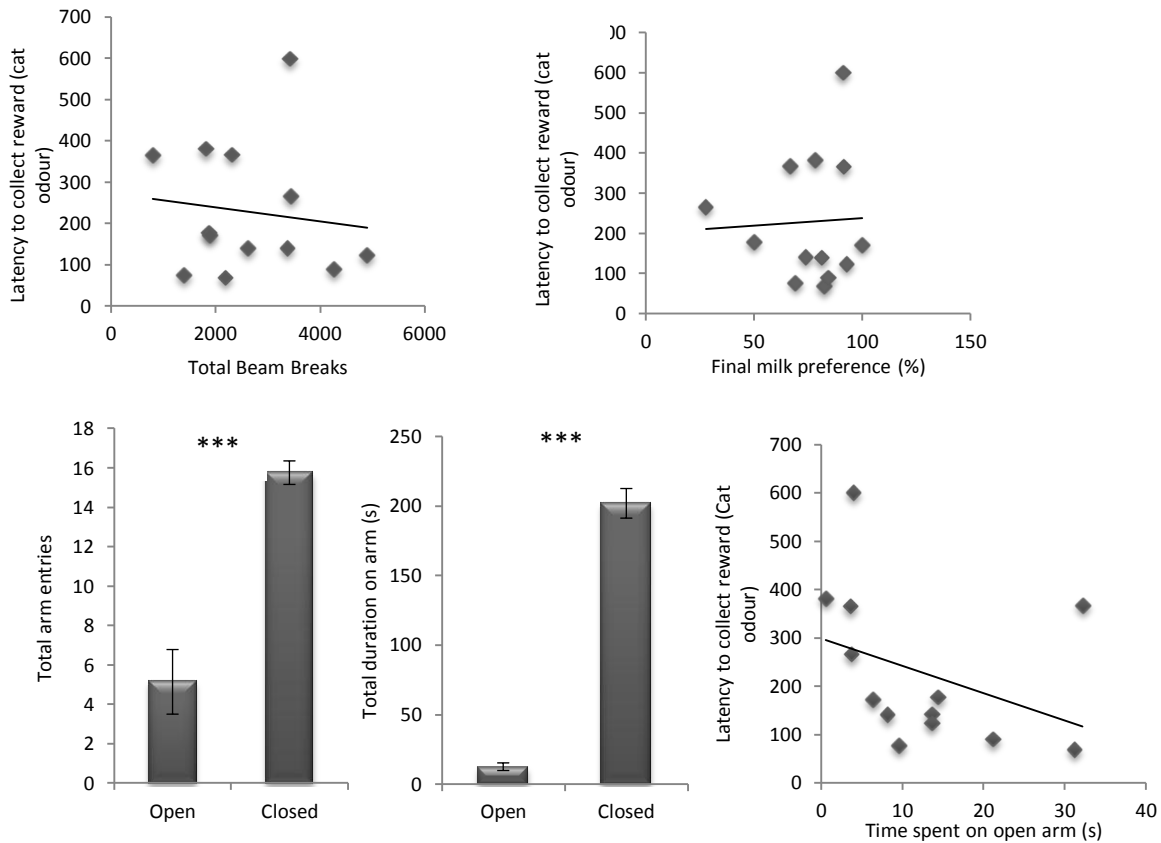 700
600
500
400
300
200
100
0
Latency to collect reward (cat
odour)
0 2000 4000 6000
Total Beam Breaks
00
600
500
400
300
200
100
0
Latency to collect reward (cat
odour)
0 50 100 150
Final milk preference (%)
18
16
14
12
10
8
6
4
2
0
Total arm entries
***
Open Closed
250
200
150
100
50
0
Total duration on arm (s)
***
Open Closed
700
600
500
400
300
200
100
0
Latency to collect reward (Cat
odour)
0 10 20 30 40
Time spent on open arm (s)